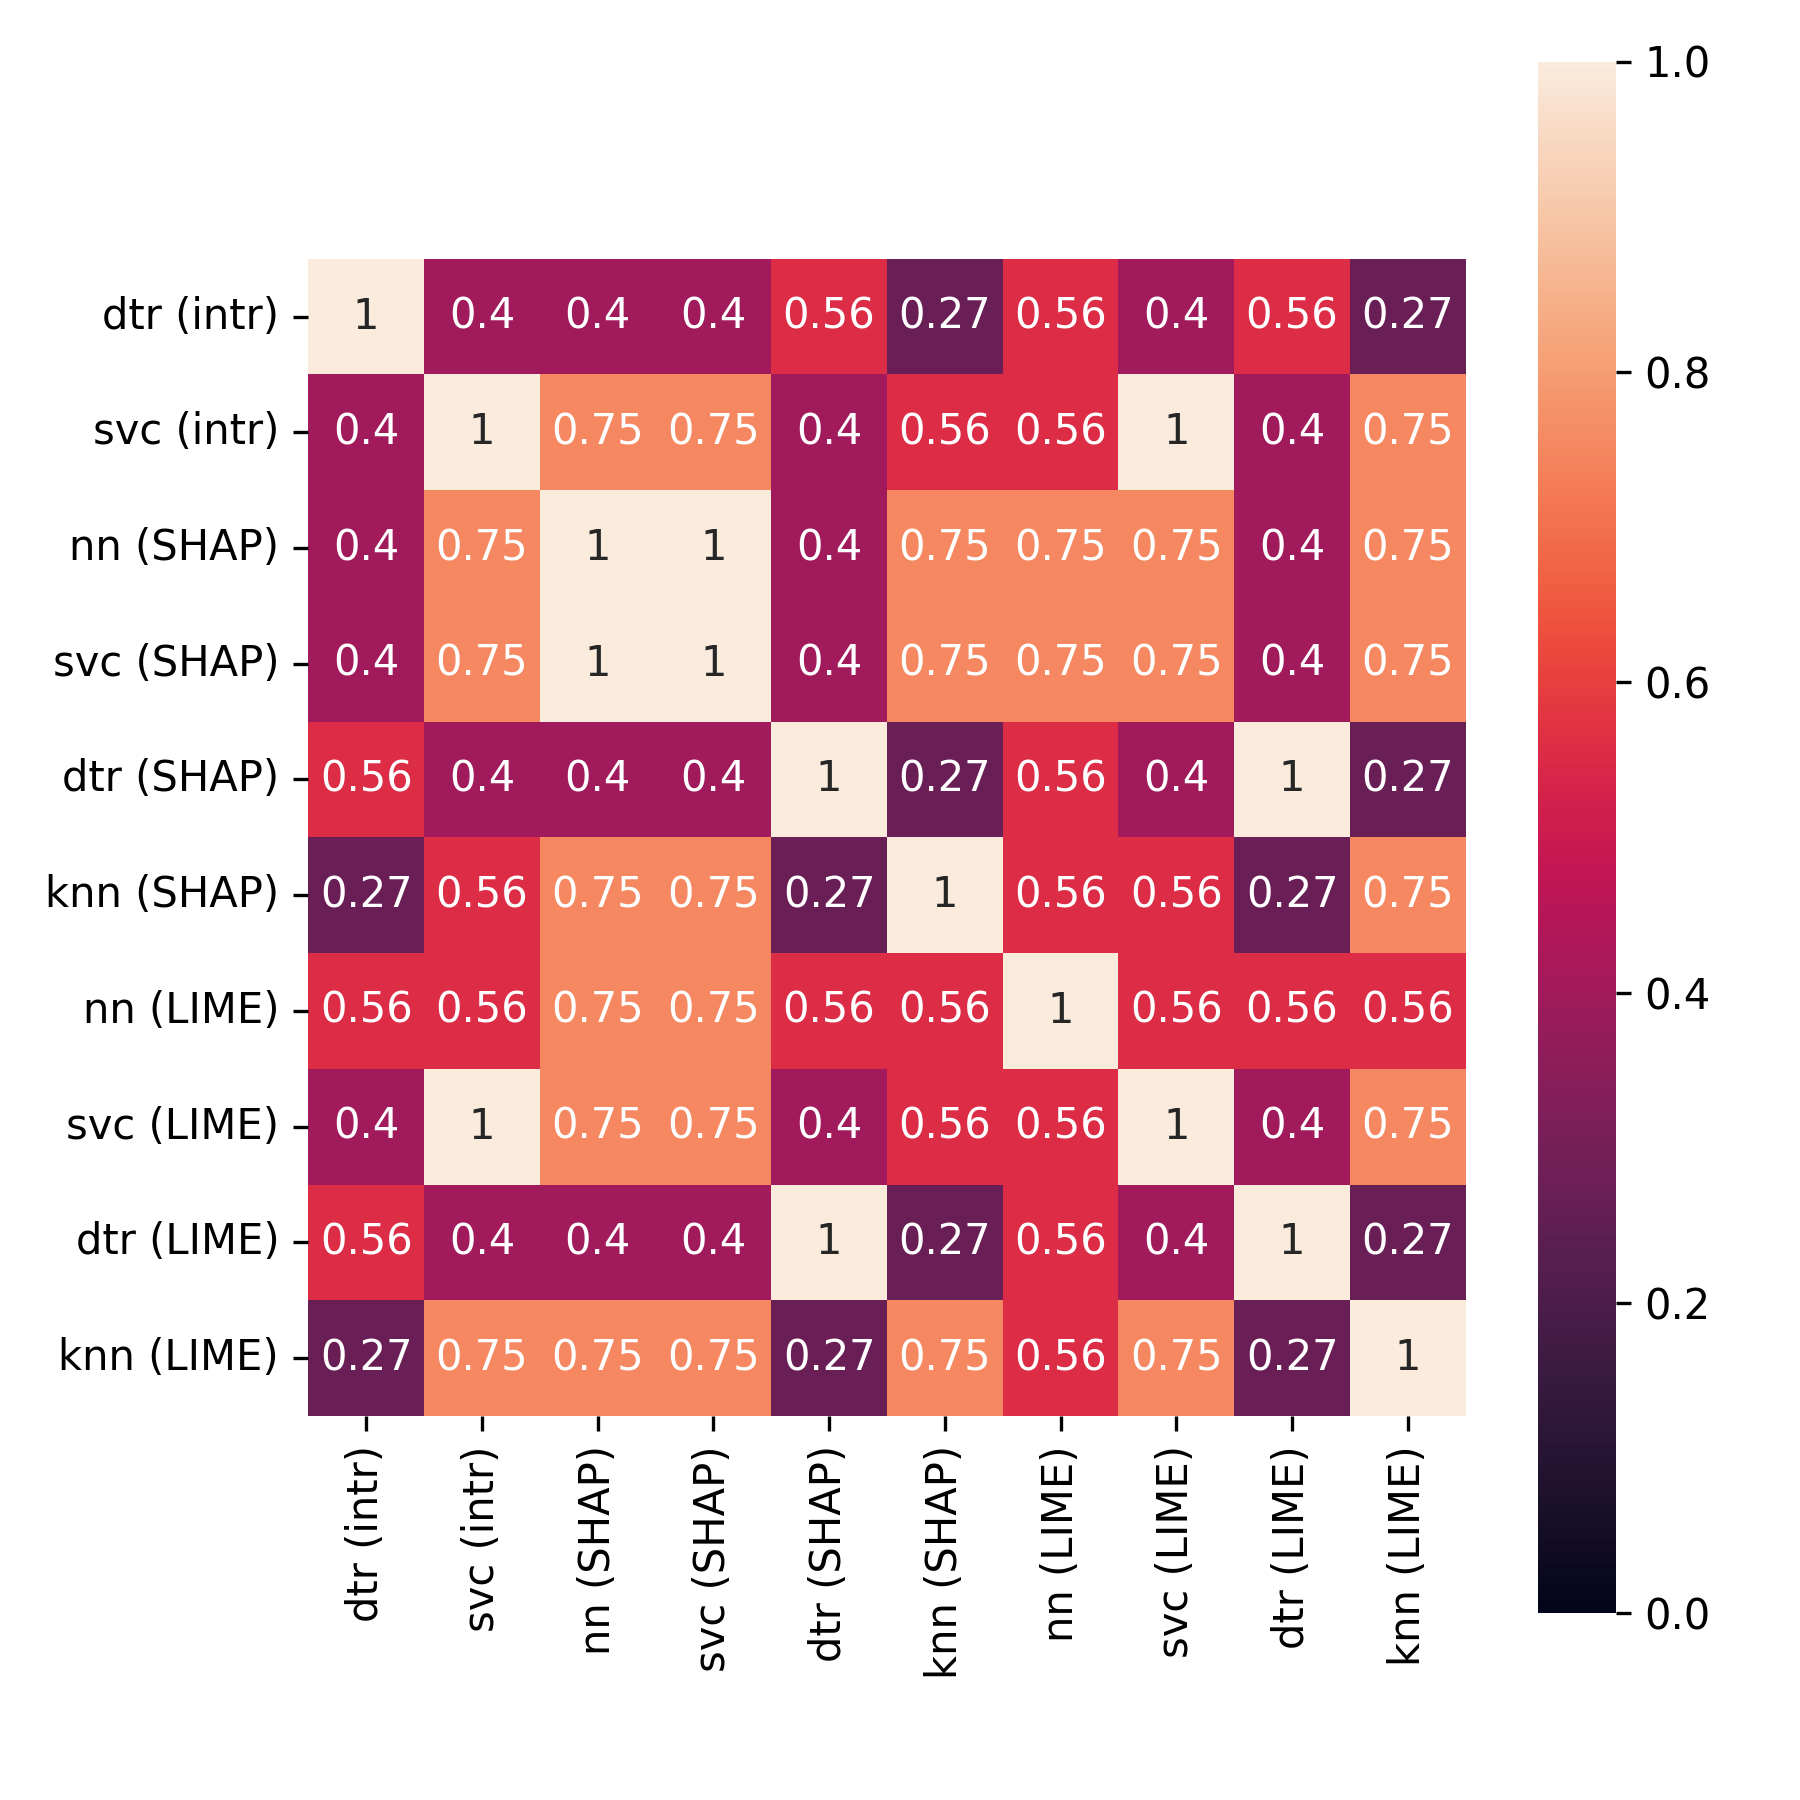 1.0
dtr (intr) 1 0.4 0.4 0.4 0.56 0.27 0.56 0.4 0.56 0.27
0.8
svc (intr) 0.4 1 0.75 0.75 0.4 0.56 0.56 1 0.4 0.75
nn (SHAP) 0.4 0.75 1 1 0.4 0.75 0.75 0.75 0.4 0.75
svc (SHAP) 0.4 0.75 1 1 0.4 0.75 0.75 0.75 0.4 0.75
0.6
dtr (SHAP) 0.56 0.4 0.4 0.4 1 0.27 0.56 0.4 1 0.27
knn (SHAP) 0.27 0.56 0.75 0.75 0.27 1 0.56 0.56 0.27 0.75
0.4
nn (LIME) 0.56 0.56 0.75 0.75 0.56 0.56 1 0.56 0.56 0.56
svc (LIME) 0.4 1 0.75 0.75 0.4 0.56 0.56 1 0.4 0.75
dtr (LIME) 0.56 0.4 0.4 0.4 1 0.27 0.56 0.4 1 0.27
0.2
knn (LIME) 0.27 0.75 0.75 0.75 0.27 0.75 0.56 0.75 0.27 1
0.0
dtr (intr)
svc (intr)
nn (SHAP)
svc (SHAP)
dtr (SHAP)
knn (SHAP)
nn (LIME)
svc (LIME)
dtr (LIME)
knn (LIME)